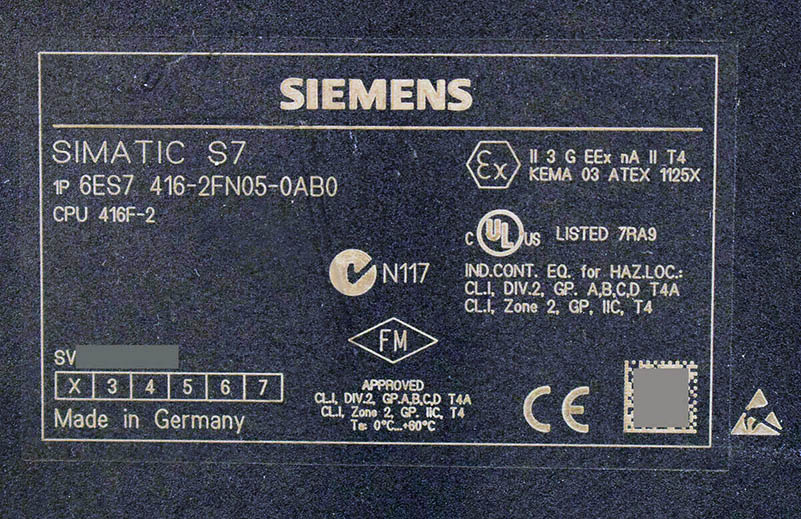 SIEMENS
SIMATIC S7
1P 6ES7 416-2FN05-0AB0
CPU 416F-2
Ex
II 3 G EEx nA II T4
KEMA 03 ATEX 1125X
C UL US LISTED 7RA9
IND.CONT. EQ. for HAZ.LOC.:
CL.I, DIV.2, GP. A,B,C,D T4A
CL.I, Zone 2, GP, IIC, T4
N117
FM
APPROVED
CL.I, DIV.2, GP.A,B,C,D T4A
CL.I, Zone 2, GP. IIC, T4
Ta: 0°C...+60°C
SV
X 3 4 5 6 7
Made in Germany
CE